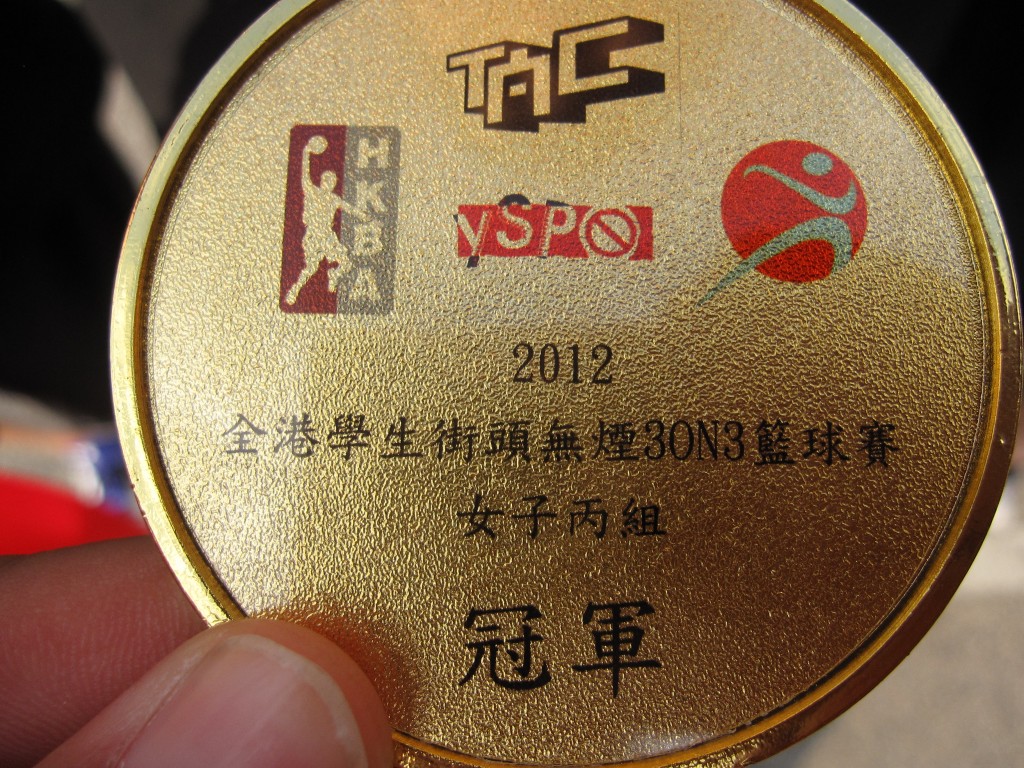 TAC
HKBA
ySPO
2012
全港學生街頭無煙3ON3籃球賽
女子丙組
冠軍